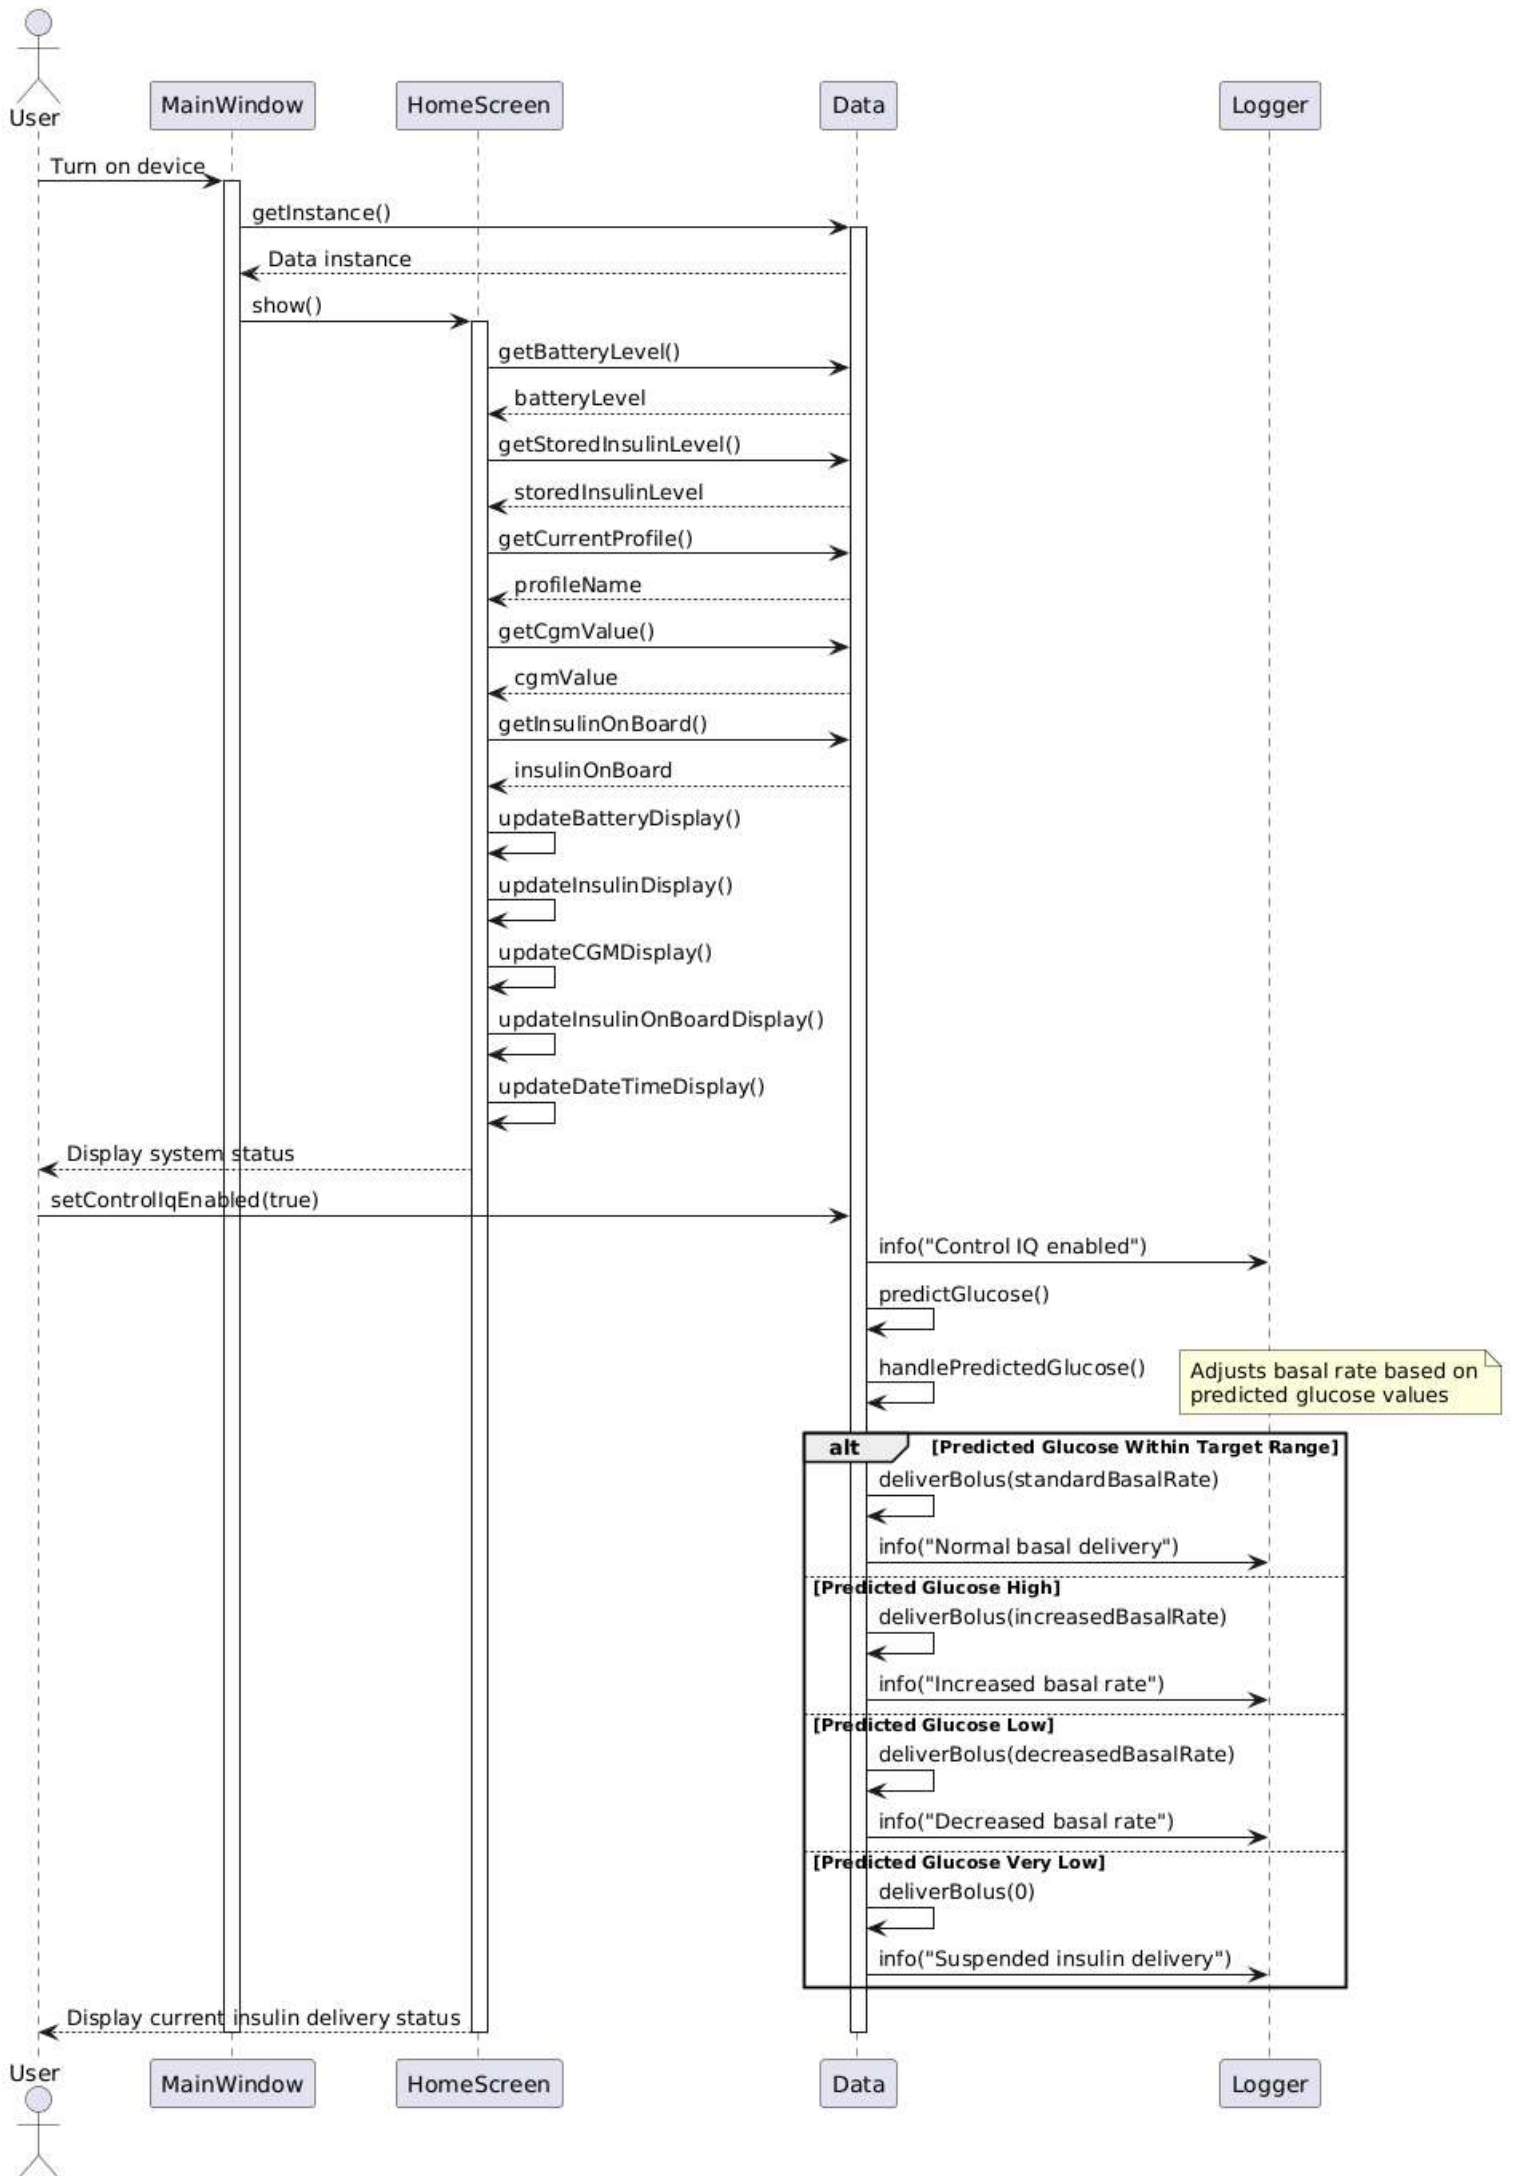 User
MainWindow
HomeScreen
Data
Logger
Turn on device
getInstance()
Data instance
show()
getBatteryLevel()
batteryLevel
getStoredInsulinLevel()
storedInsulinLevel
getCurrentProfile()
profileName
getCgmValue()
cgmValue
getInsulinOnBoard()
insulinOnBoard
updateBatteryDisplay()
updateInsulinDisplay()
updateCGMDisplay()
updateInsulinOnBoardDisplay()
updateDateTimeDisplay()
Display system status
setControlIqEnabled(true)
info("Control IQ enabled")
predictGlucose()
handlePredictedGlucose()
Adjusts basal rate based on
predicted glucose values
alt [Predicted Glucose Within Target Range]
deliverBolus(standardBasalRate)
info("Normal basal delivery")
[Predicted Glucose High]
deliverBolus(increasedBasalRate)
info("Increased basal rate")
[Predicted Glucose Low]
deliverBolus(decreasedBasalRate)
info("Decreased basal rate")
[Predicted Glucose Very Low]
deliverBolus(0)
info("Suspended insulin delivery")
Display current insulin delivery status
User
MainWindow
HomeScreen
Data
Logger